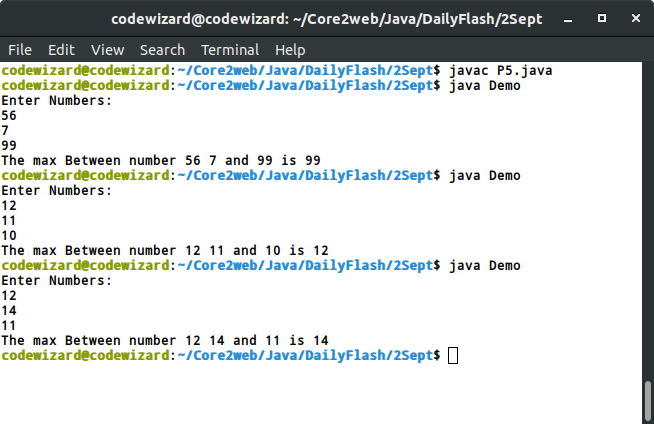 codewizard@codewizard: ~/Core2web/Java/DailyFlash/2Sept
File Edit View Search Terminal Help
codewizard@codewizard:~/Core2web/Java/DailyFlash/2Sept$ javac P5.java
codewizard@codewizard:~/Core2web/Java/DailyFlash/2Sept$ java Demo
Enter Numbers:
56
7
99
The max Between number 56 7 and 99 is 99
codewizard@codewizard:~/Core2web/Java/DailyFlash/2Sept$ java Demo
Enter Numbers:
12
11
10
The max Between number 12 11 and 10 is 12
codewizard@codewizard:~/Core2web/Java/DailyFlash/2Sept$ java Demo
Enter Numbers:
12
14
11
The max Between number 12 14 and 11 is 14
codewizard@codewizard:~/Core2web/Java/DailyFlash/2Sept$